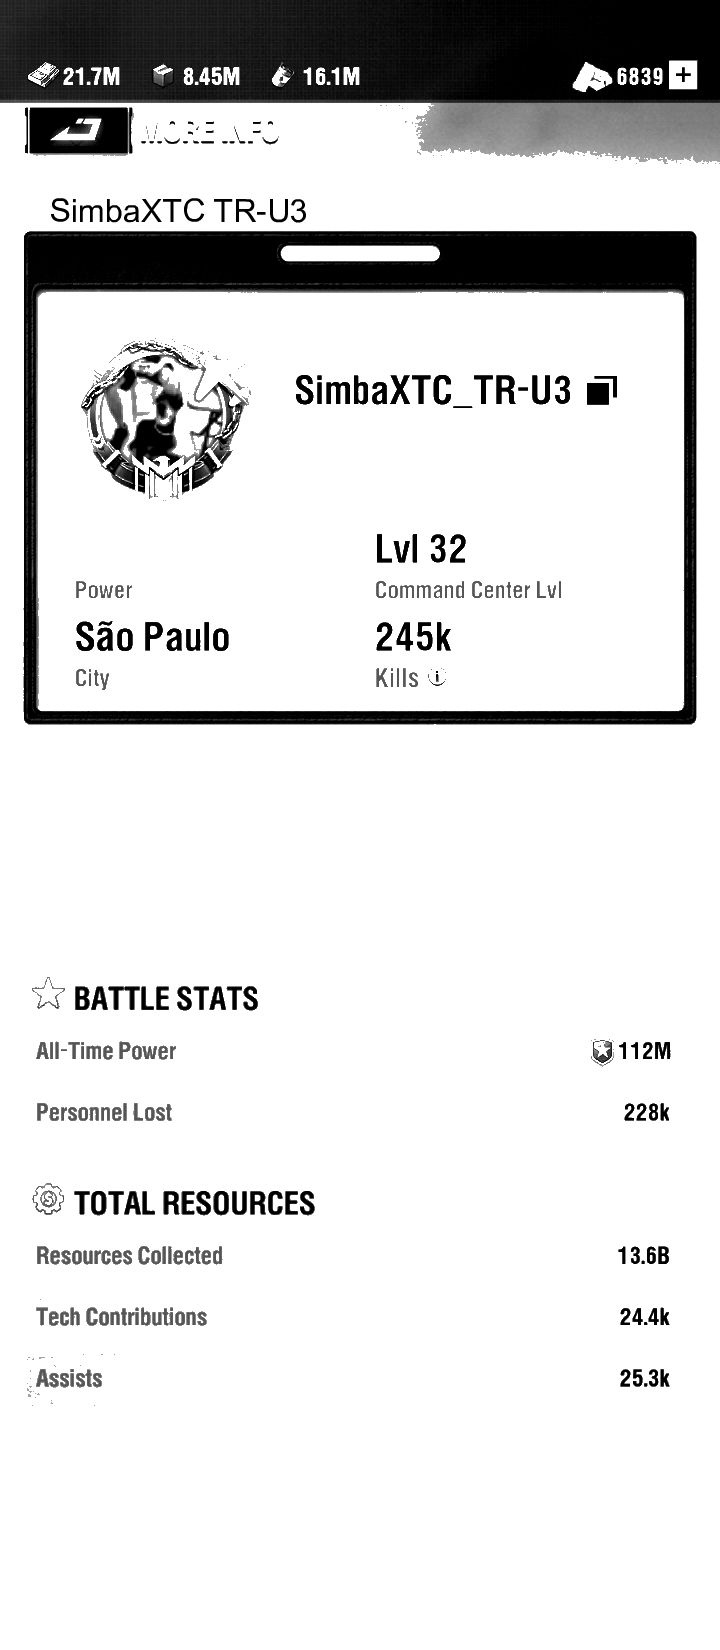 21.7M 8.45M 16.1M 6839 +
MORE INFO
SimbaXTC TR-U3
SimbaXTC_TR-U3
Lvl 32
Power
Command Center Lvl
São Paulo
245k
City
Kills
BATTLE STATS
All-Time Power
112M
Personnel Lost
228k
TOTAL RESOURCES
Resources Collected
13.6B
Tech Contributions
24.4k
Assists
25.3k